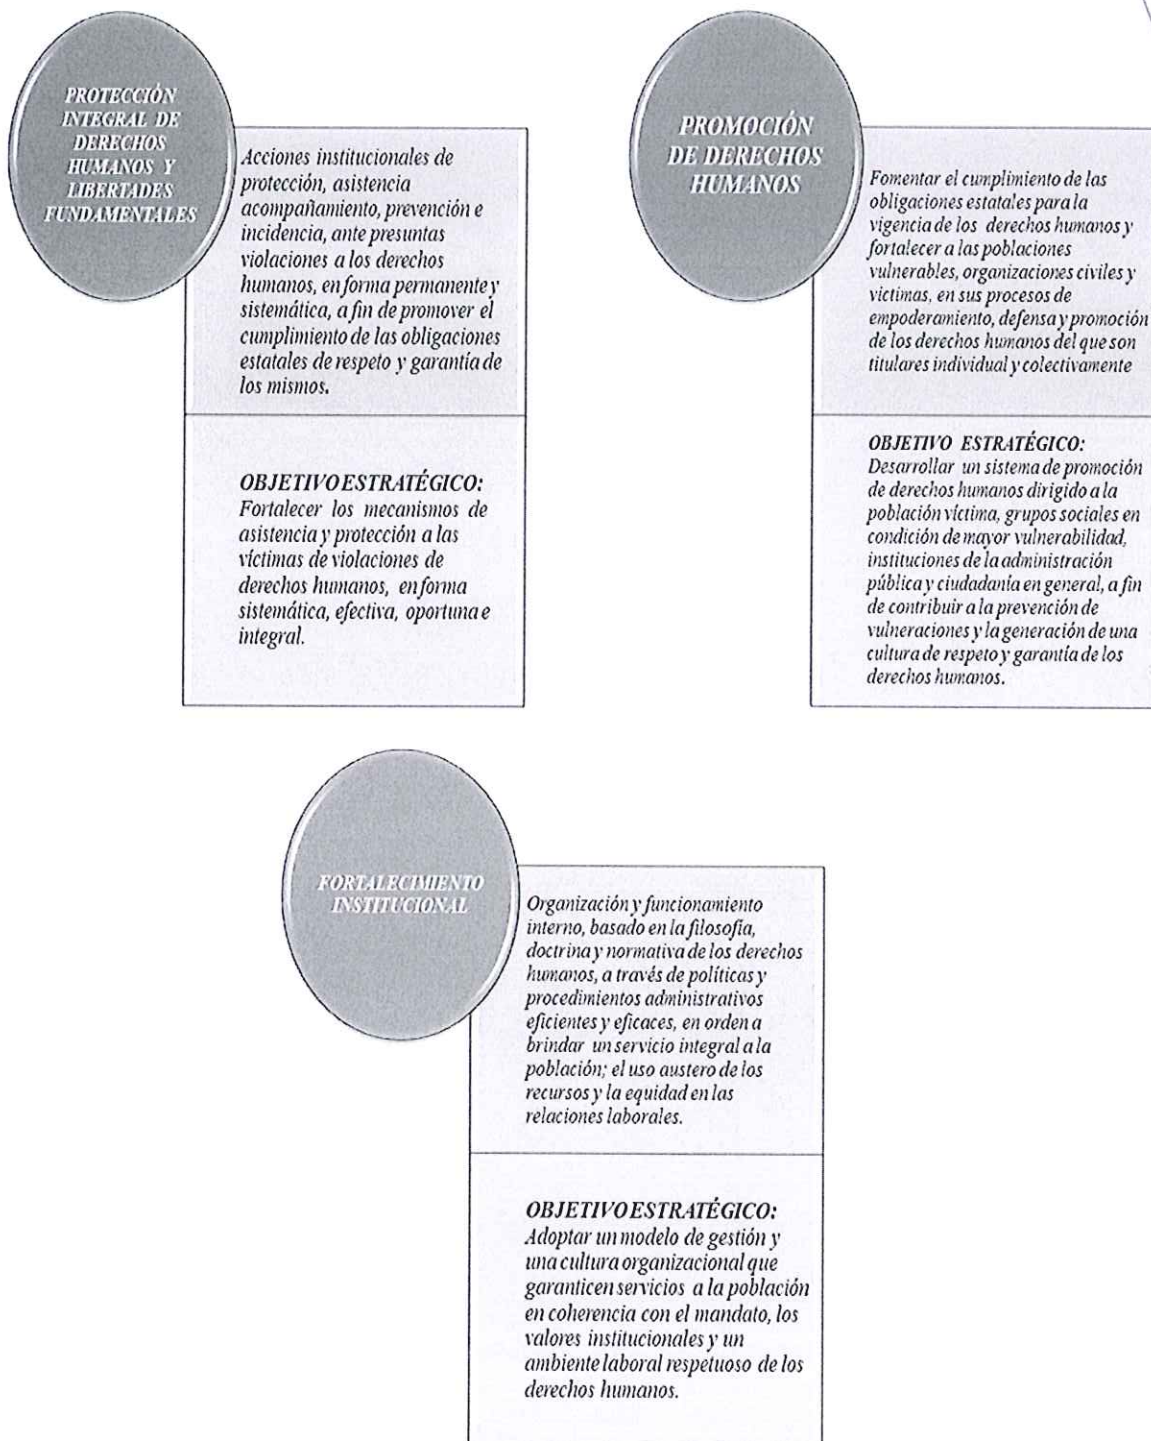 PROTECCIÓN
INTEGRAL DE
DERECHOS
HUMANOS Y
LIBERTADES
FUNDAMENTALES
Acciones institucionales de
protección, asistencia
acompañamiento, prevención e
incidencia, ante presuntas
violaciones a los derechos
humanos, en forma permanente y
sistemática, a fin de promover el
cumplimiento de las obligaciones
estatales de respeto y garantía de
los mismos.
OBJETIVO ESTRATÉGICO:
Fortalecer los mecanismos de
asistencia y protección a las
víctimas de violaciones de
derechos humanos, en forma
sistemática, efectiva, oportuna e
integral.
PROMOCIÓN
DE DERECHOS
HUMANOS
Fomentar el cumplimiento de las
obligaciones estatales para la
vigencia de los derechos humanos y
fortalecer a las poblaciones
vulnerables, organizaciones civiles y
victimas, en sus procesos de
empoderamiento, defensa y promoción
de los derechos humanos del que son
titulares individual y colectivamente
OBJETIVO ESTRATÉGICO:
Desarrollar un sistema de promoción
de derechos humanos dirigido a la
población víctima, grupos sociales en
condición de mayor vulnerabilidad,
instituciones de la administración
pública y ciudadanía en general, a fin
de contribuir a la prevención de
vulneraciones y la generación de una
cultura de respeto y garantía de los
derechos humanos.
FORTALECIMIENTO
INSTITUCIONAL
Organización y funcionamiento
interno, basado en la filosofía,
doctrina y normativa de los derechos
humanos, a través de políticas y
procedimientos administrativos
eficientes y eficaces, en orden a
brindar un servicio integral a la
población; el uso austero de los
recursos y la equidad en las
relaciones laborales.
OBJETIVO ESTRATÉGICO:
Adoptar un modelo de gestión y
una cultura organizacional que
garanticen servicios a la población
en coherencia con el mandato, los
valores institucionales y un
ambiente laboral respetuoso de los
derechos humanos.